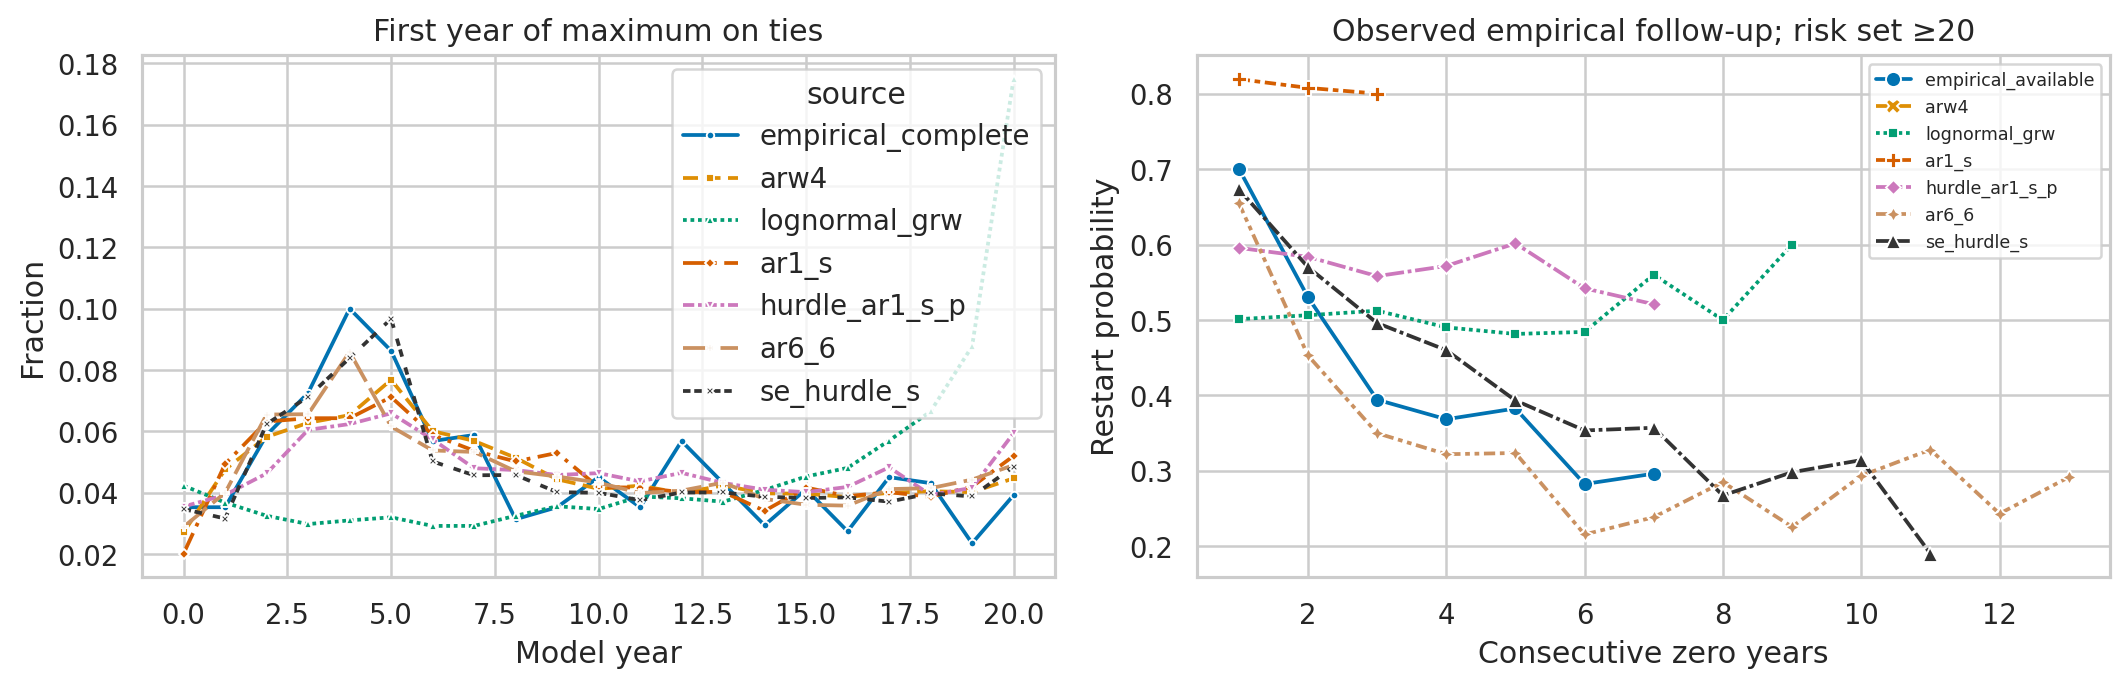 First year of maximum on ties
Fraction
0.18
0.16
0.14
0.12
0.10
0.08
0.06
0.04
0.02
0.0
2.5
5.0
7.5
10.0
12.5
15.0
17.5
20.0
Model year
source
empirical_complete
arw4
lognormal_grw
ar1_s
hurdle_ar1_s_p
ar6_6
se_hurdle_s
Observed empirical follow-up; risk set ≥20
Restart probability
0.8
0.7
0.6
0.5
0.4
0.3
0.2
2
4
6
8
10
12
Consecutive zero years
empirical_available
arw4
lognormal_grw
ar1_s
hurdle_ar1_s_p
ar6_6
se_hurdle_s